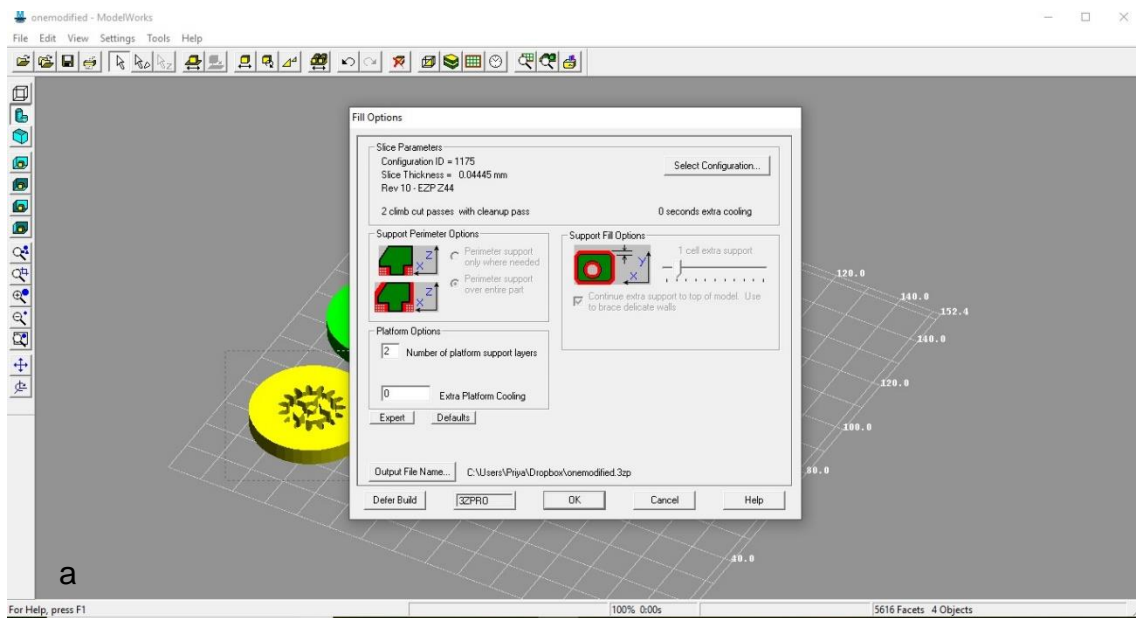 onemodified - ModelWorks
File Edit View Settings Tools Help
Fill Options
Slice Parameters
Configuration ID = 1175
Slice Thickness = 0.04445 mm
Rev 10 - EZP Z44
Select Configuration...
2 climb cut passes with cleanup pass
0 seconds extra cooling
Support Perimeter Options
Z
X
Perimeter support
only where needed
Z
X
Perimeter support
over entire part
Support Fill Options
Y
X
1 cell extra support
Continue extra support to top of model. Use
to brace delicate walls
Platform Options
2 Number of platform support layers
0 Extra Platform Cooling
Expert Defaults
Output File Name... C:\Users\Priya\Dropbox\onemodified.3zp
Defer Build 3ZPRO OK Cancel Help
120.0
140.0
152.4
140.0
120.0
100.0
80.0
40.0
a
For Help, press F1 100% 0:00s 5616 Facets 4 Objects